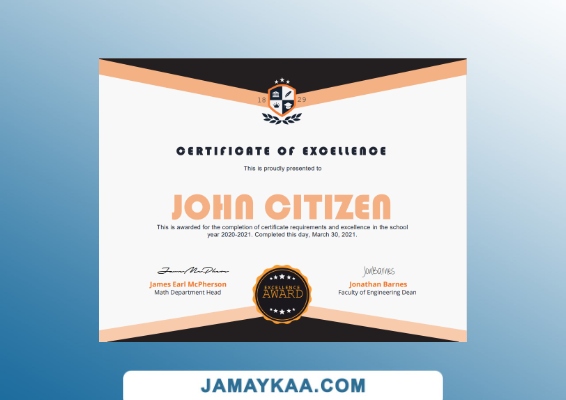 18 29
CERTIFICATE OF EXCELLENCE
This is proudly presented to
JOHN CITIZEN
This is awarded for the completion of certificate requirements and excellence in the school
year 2020-2021. Completed this day, March 30, 2021.
James McPherson
James Earl McPherson
Math Department Head
EXCELLENCE
AWARD
JonBarnes
Jonathan Barnes
Faculty of Engineering Dean
JAMAYKAA.COM